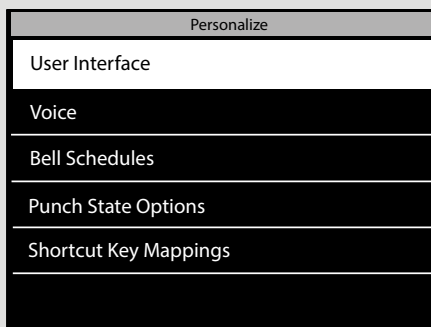 Personalize
User Interface
Voice
Bell Schedules
Punch State Options
Shortcut Key Mappings